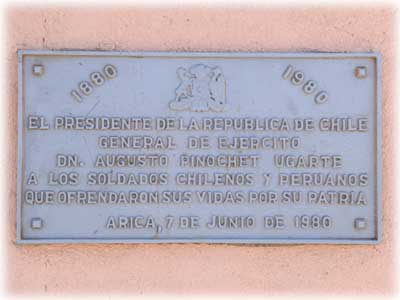 1880 1980
EL PRESIDENTE DE LA REPUBLICA DE CHILE
GENERAL DE EJERCITO
DN. AUGUSTO PINOCHET UGARTE
A LOS SOLDADOS CHILENOS Y PERUANOS
QUE OFRENDARON SUS VIDAS POR SU PATRIA
ARICA, 7 DE JUNIO DE 1980